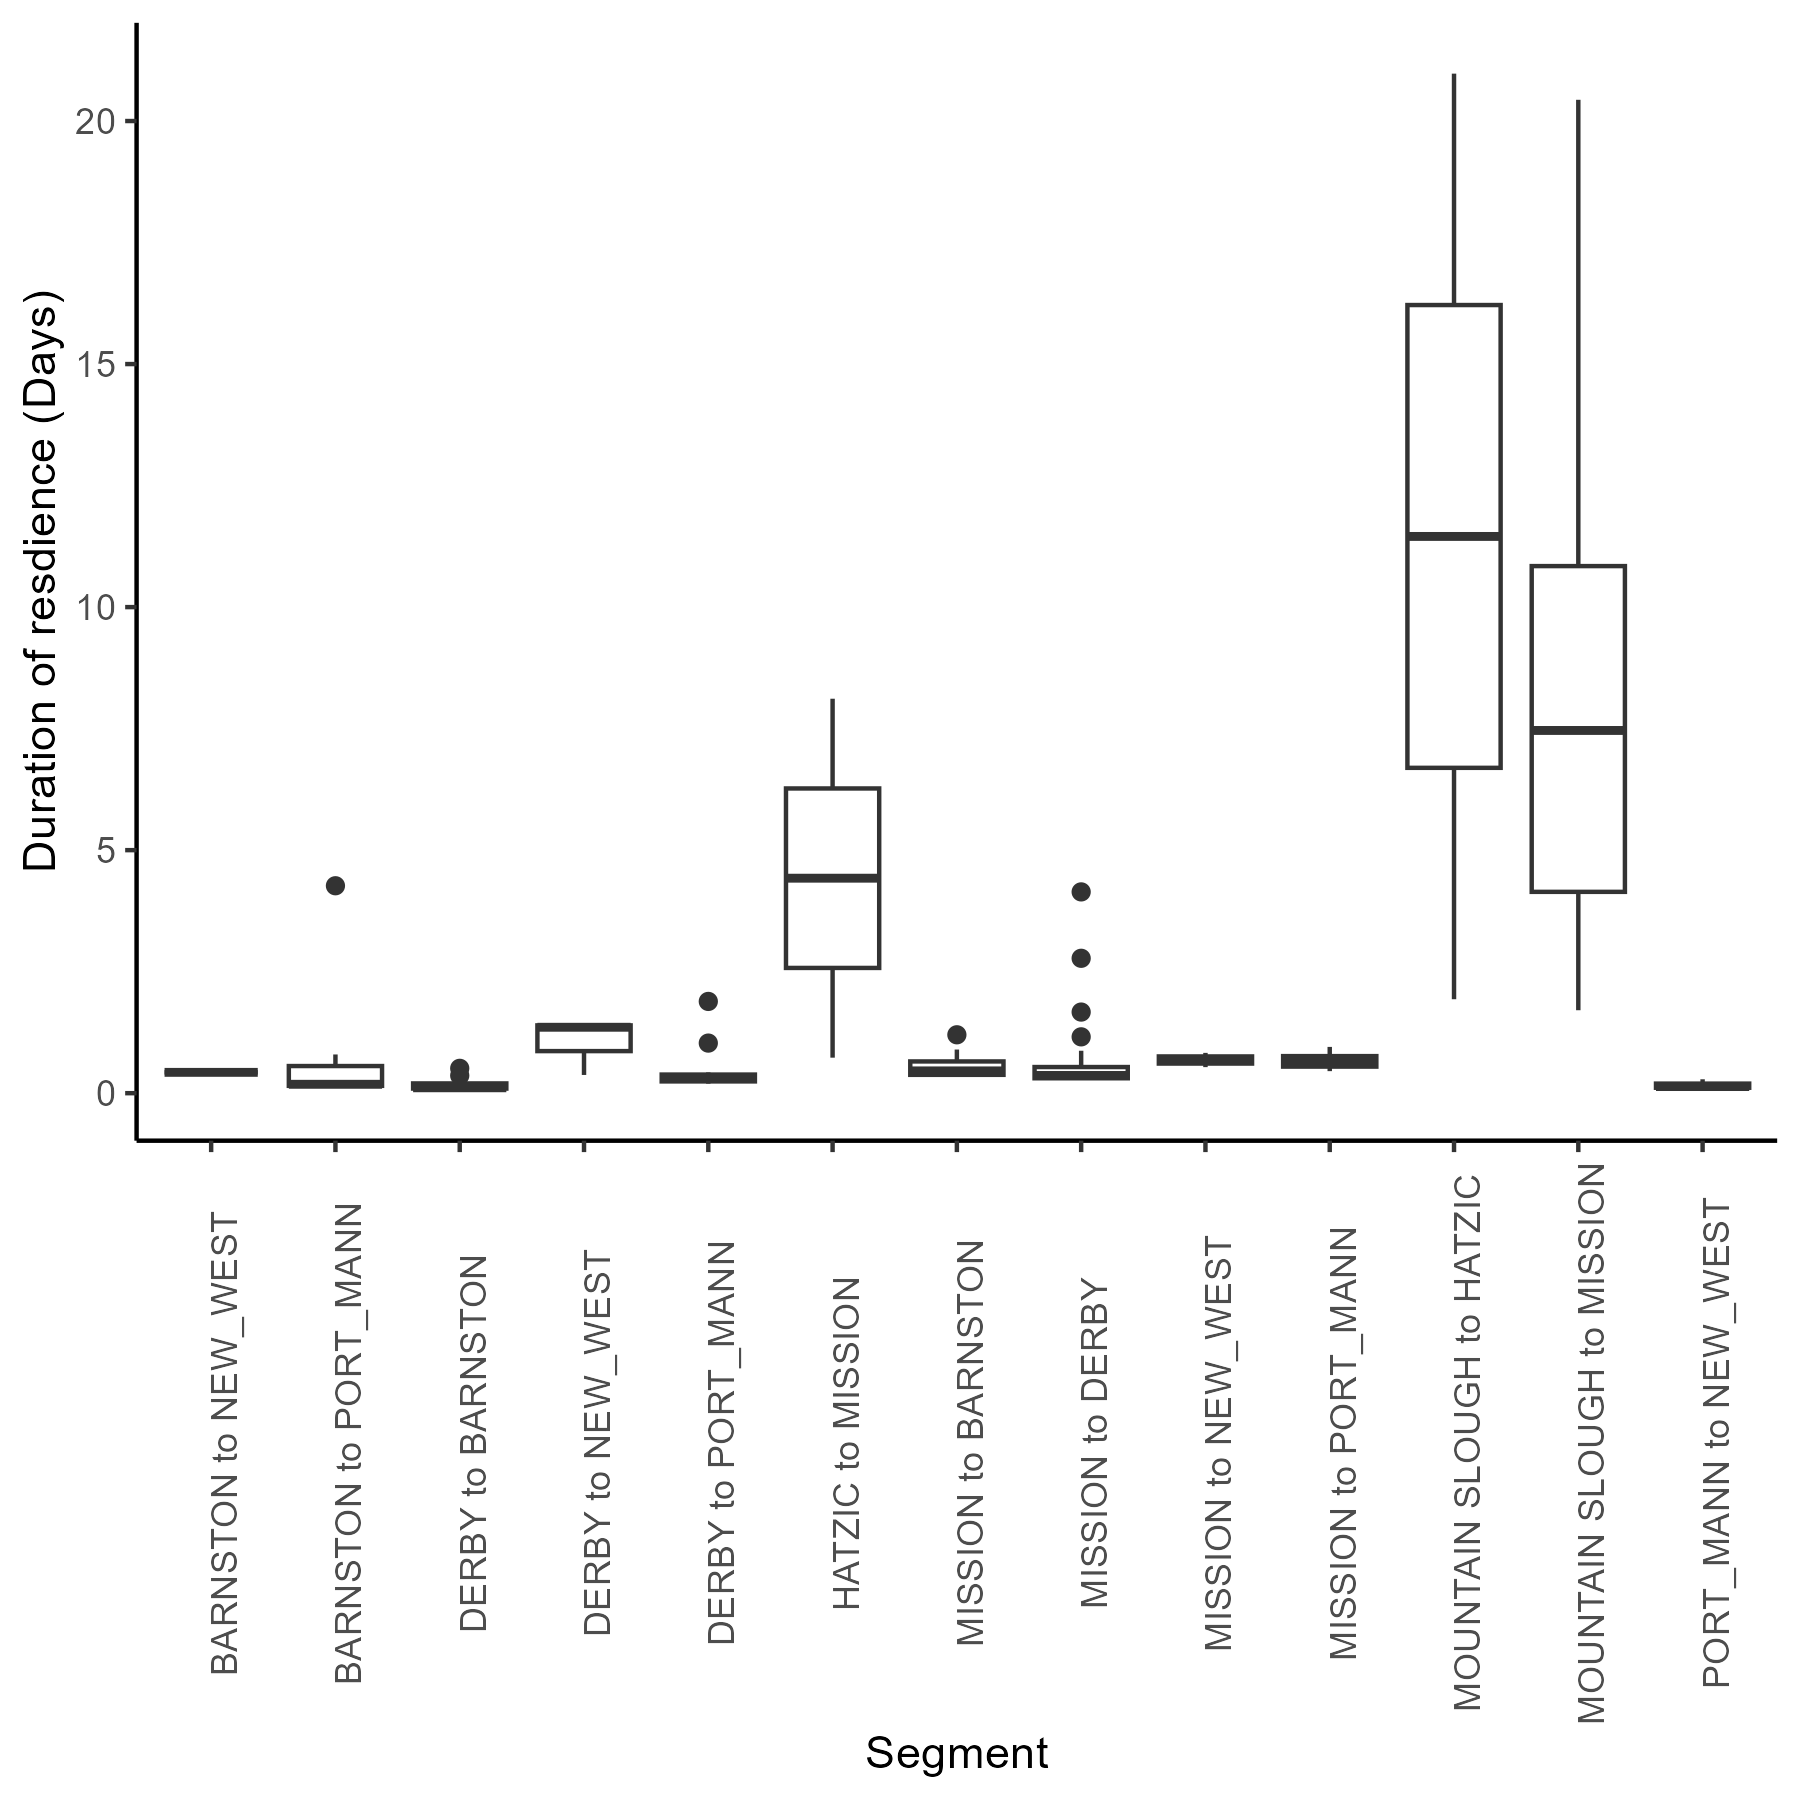 Duration of resdience (Days)
20
15
10
5
0
BARNSTON to NEW_WEST
BARNSTON to PORT_MANN
DERBY to BARNSTON
DERBY to NEW_WEST
DERBY to PORT_MANN
HATZIC to MISSION
MISSION to BARNSTON
MISSION to DERBY
MISSION to NEW_WEST
MISSION to PORT_MANN
MOUNTAIN SLOUGH to HATZIC
MOUNTAIN SLOUGH to MISSION
PORT_MANN to NEW_WEST
Segment